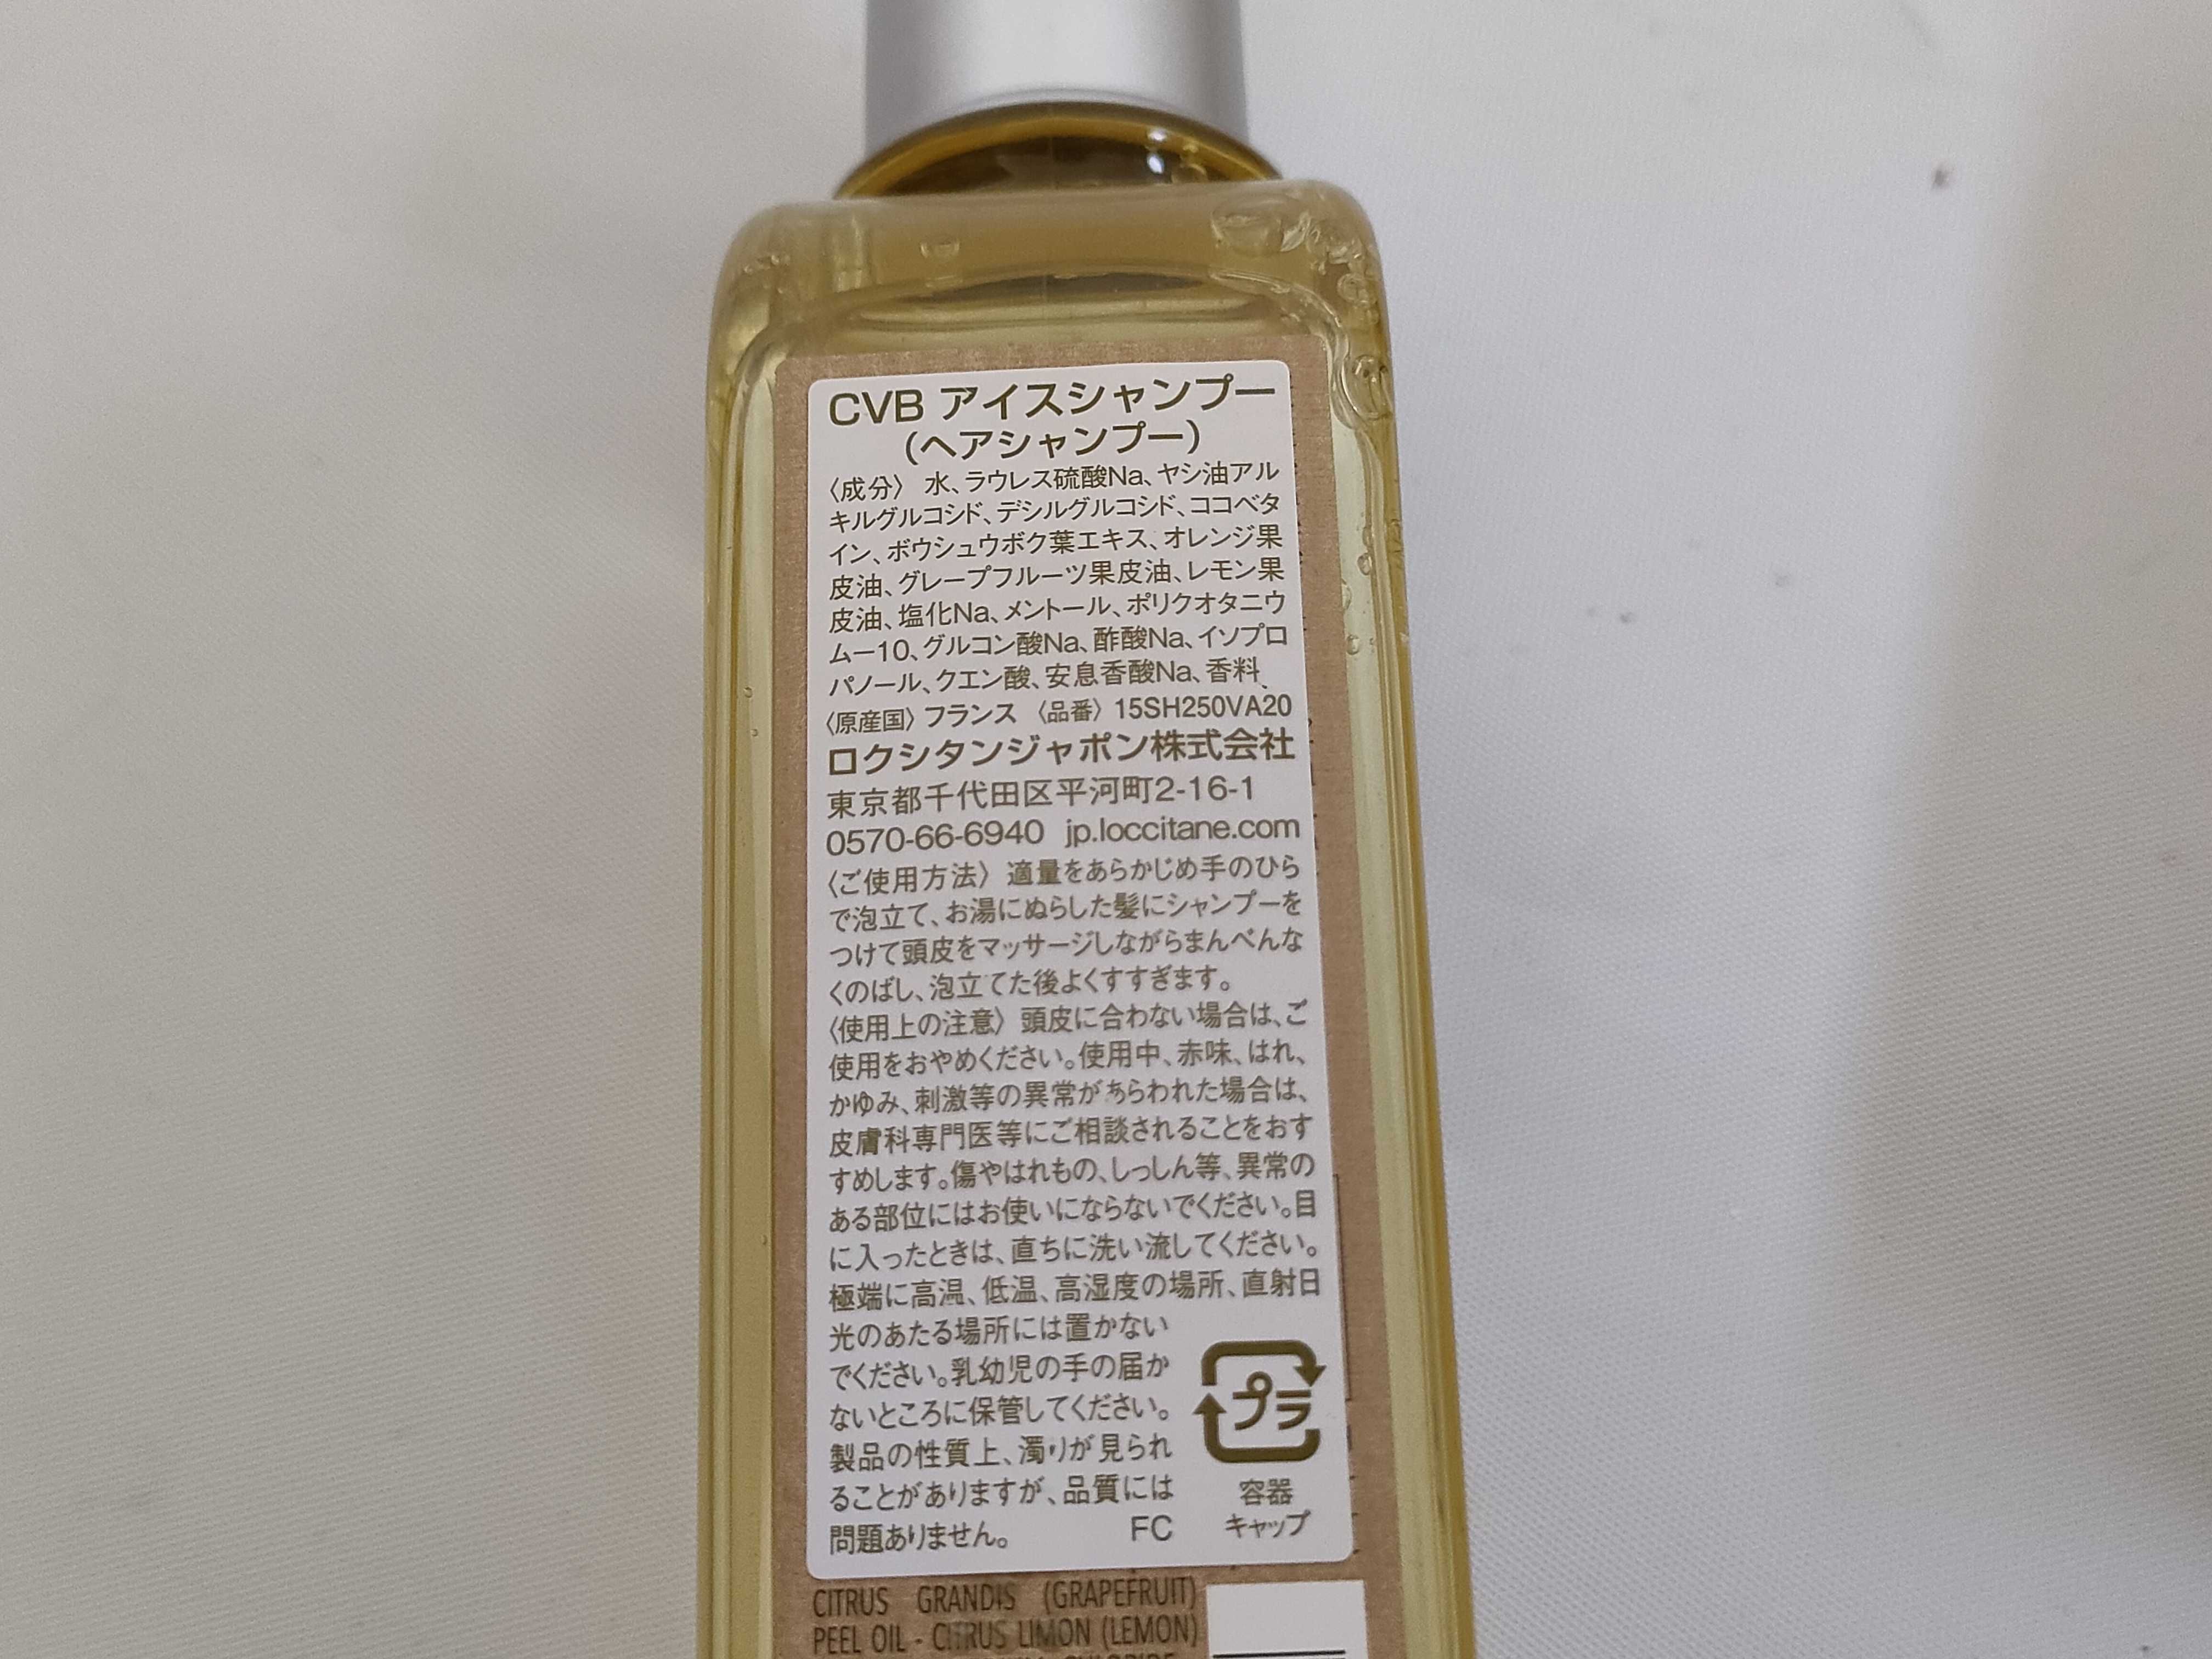 CVB アイスシャンプー
(ヘアシャンプー)
〈成分〉 水、ラウレス硫酸Na、ヤシ油アル
キルグルコシド、デシルグルコシド、ココベタ
イン、ボウシュウボク葉エキス、オレンジ果
皮油、グレープフルーツ果皮油、レモン果
皮油、塩化Na、メントール、ポリクオタニウ
ムー10、グルコン酸Na、酢酸Na、イソプロ
パノール、クエン酸、安息香酸Na、香料、
〈原産国〉 フランス 〈品番〉 15SH250VA20
ロクシタンジャポン株式会社
東京都千代田区平河町2-16-1
0570-66-6940 jp.loccitane.com
〈ご使用方法〉 適量をあらかじめ手のひら
で泡立て、お湯にぬらした髪にシャンプーを
つけて頭皮をマッサージしながらまんべんな
くのばし、泡立てた後よくすすぎます。
〈使用上の注意〉 頭皮に合わない場合は、ご
使用をおやめください。使用中、赤味、はれ、
かゆみ、刺激等の異常があらわれた場合は、
皮膚科専門医等にご相談されることをおす
すめします。傷やはれもの、しっしん等、異常の
ある部位にはお使いにならないでください。目
に入ったときは、直ちに洗い流してください。
極端に高温、低温、高湿度の場所、直射日
光のあたる場所には置かない
でください。乳幼児の手の届か
ないところに保管してください。
製品の性質上、濁りが見られ
ることがありますが、品質には
問題ありません。 FC
プラ
容器
キャップ
CITRUS GRANDIS (GRAPEFRUIT)
PEEL OIL - CITRUS LIMON (LEMON)